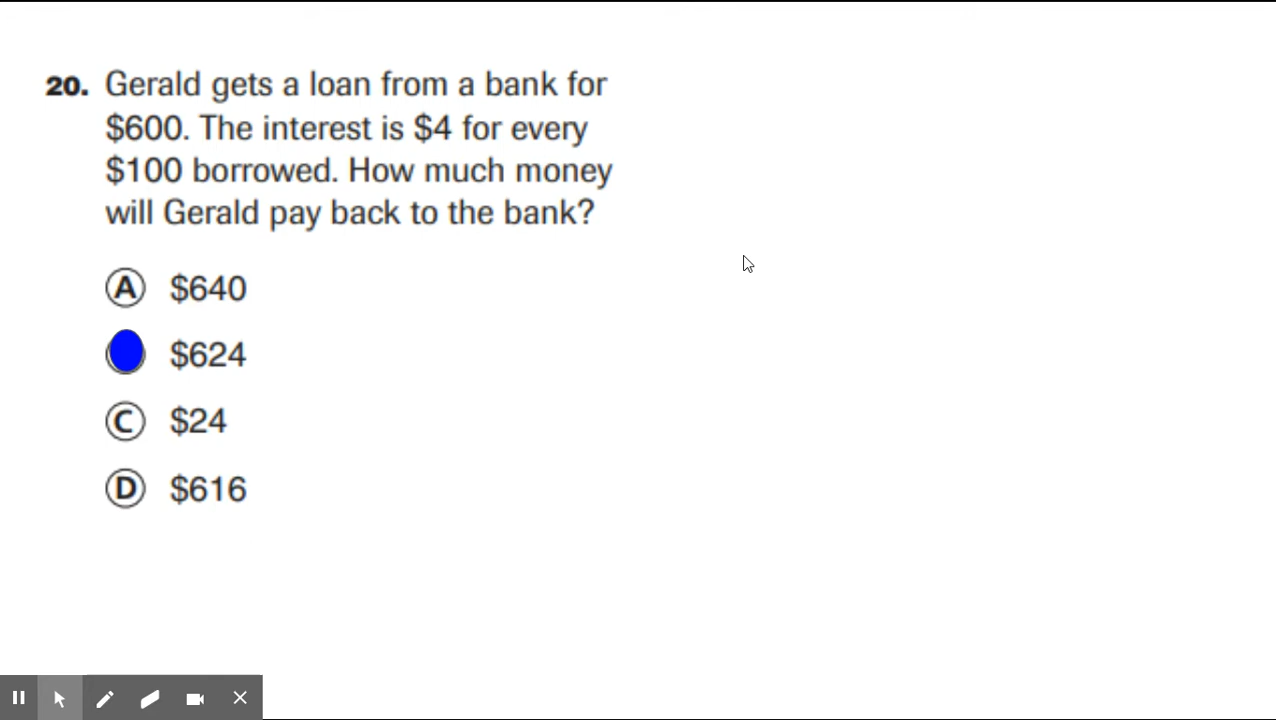 20. Gerald gets a loan from a bank for
$600. The interest is $4 for every
$100 borrowed. How much money
will Gerald pay back to the bank?
A $640
$624
C $24
D $616